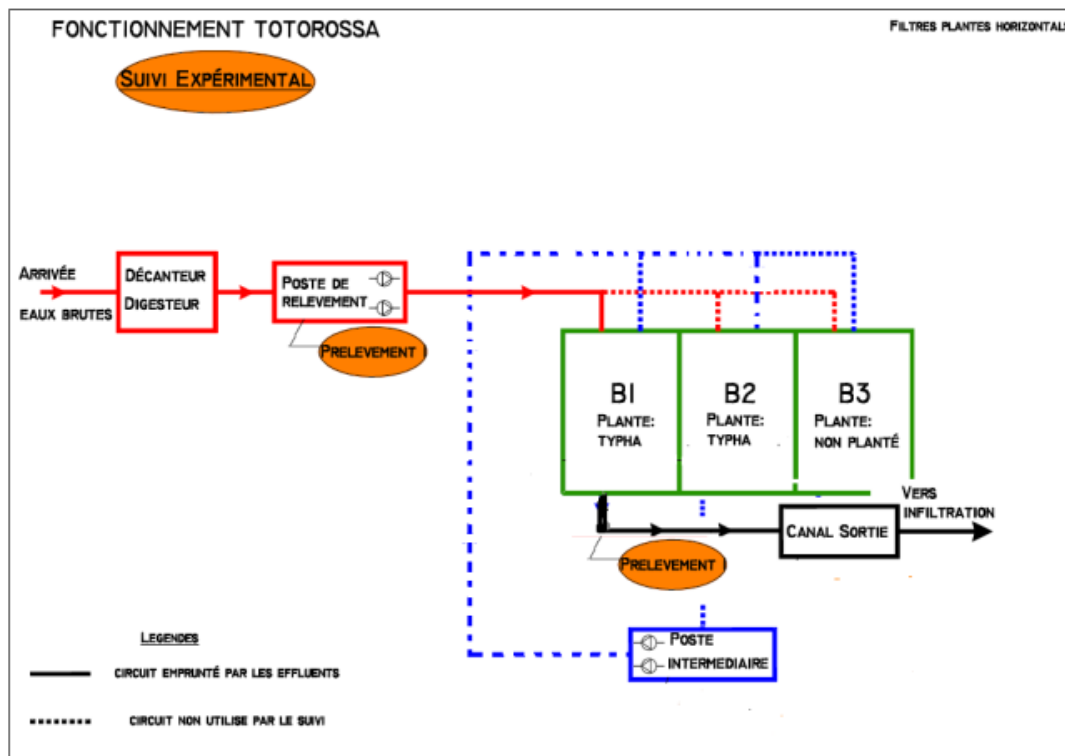 FONCTIONNEMENT TOTOROSSA
FILTRES PLANTES HORIZONTALS
SUIVI EXPÉRIMENTAL
ARRIVÉE
EAUX BRUTES
DÉCANTEUR
DIGESTEUR
POSTE DE
RELEVEMENT
PRELEVEMENT I
B1
PLANTE:
TYPHA
B2
PLANTE:
TYPHA
B3
PLANTE:
NON PLANTÉ
VERS
INFILTRATION
CANAL SORTIE
PRELEVEMENT I
POSTE
INTERMEDIAIRE
LEGENDES
CIRCUIT EMPRUNTÉ PAR LES EFFLUENTS
CIRCUIT NON UTILISE PAR LE SUIVI